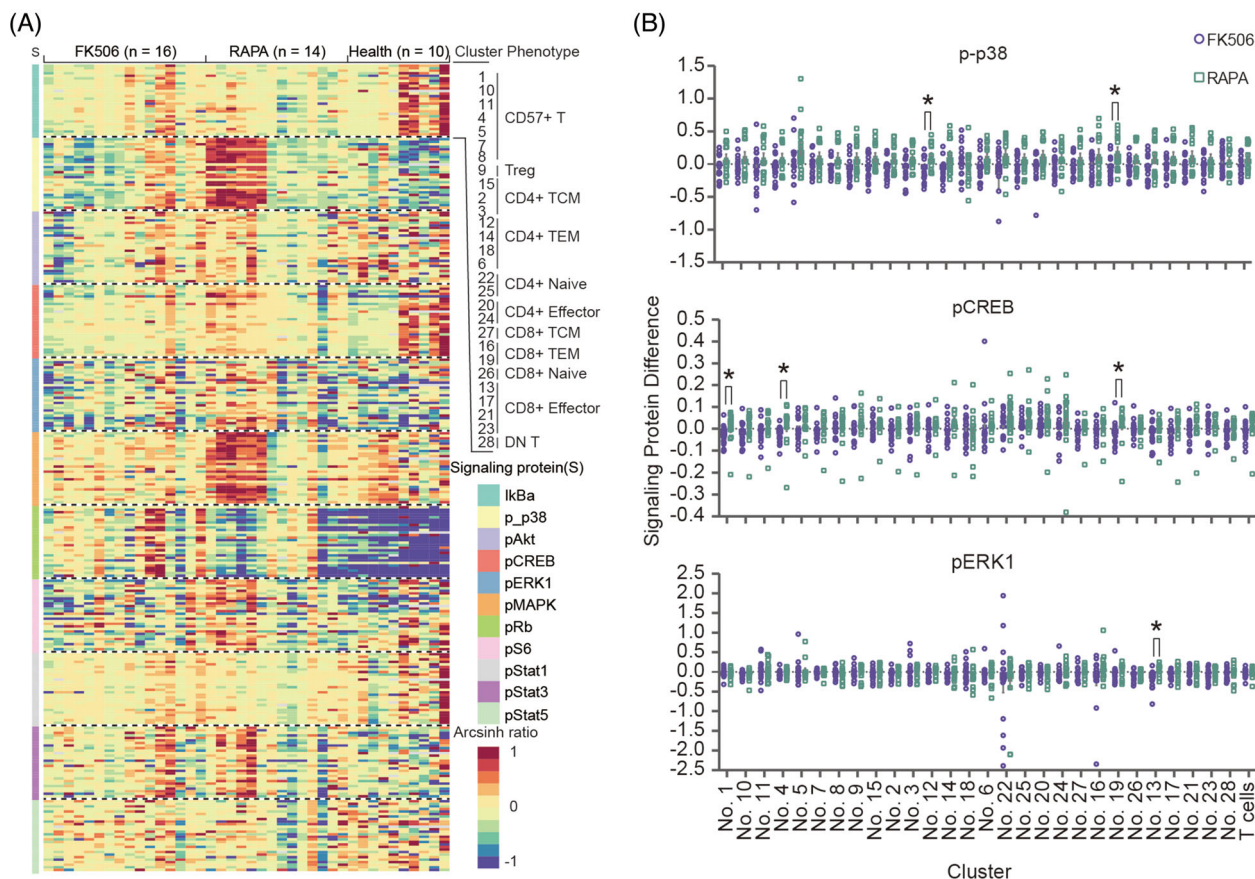 (A)
S
FK506 (n = 16)
RAPA (n = 14)
Health (n = 10)
Cluster Phenotype
1
10
11
4
5
7
8
CD57+ T
9
Treg
15
2
CD4+ TCM
3
12
14
18
6
CD4+ TEM
22
25
CD4+ Naive
20
24
CD4+ Effector
27
CD8+ TCM
16
19
CD8+ TEM
26
CD8+ Naive
13
17
21
23
CD8+ Effector
28
DN T
Signaling protein(S)
IkBa
p_p38
pAkt
pCREB
pERK1
pMAPK
pRb
pS6
pStat1
pStat3
pStat5
Arcsinh ratio
1
0
-1
(B)
FK506
RAPA
Signaling Protein Difference
p-p38
1.5
1.0
0.5
0.0
-0.5
-1.0
-1.5
*
*
pCREB
0.5
0.4
0.3
0.2
0.1
0.0
-0.1
-0.2
-0.3
-0.4
*
*
*
pERK1
2.5
2.0
1.5
1.0
0.5
0.0
-0.5
-1.0
-1.5
-2.0
-2.5
*
No. 1
No. 10
No. 11
No. 4
No. 5
No. 7
No. 8
No. 9
No. 15
No. 2
No. 3
No. 12
No. 14
No. 18
No. 6
No. 22
No. 25
No. 20
No. 24
No. 27
No. 16
No. 19
No. 26
No. 13
No. 17
No. 21
No. 23
No. 28
T cells
Cluster